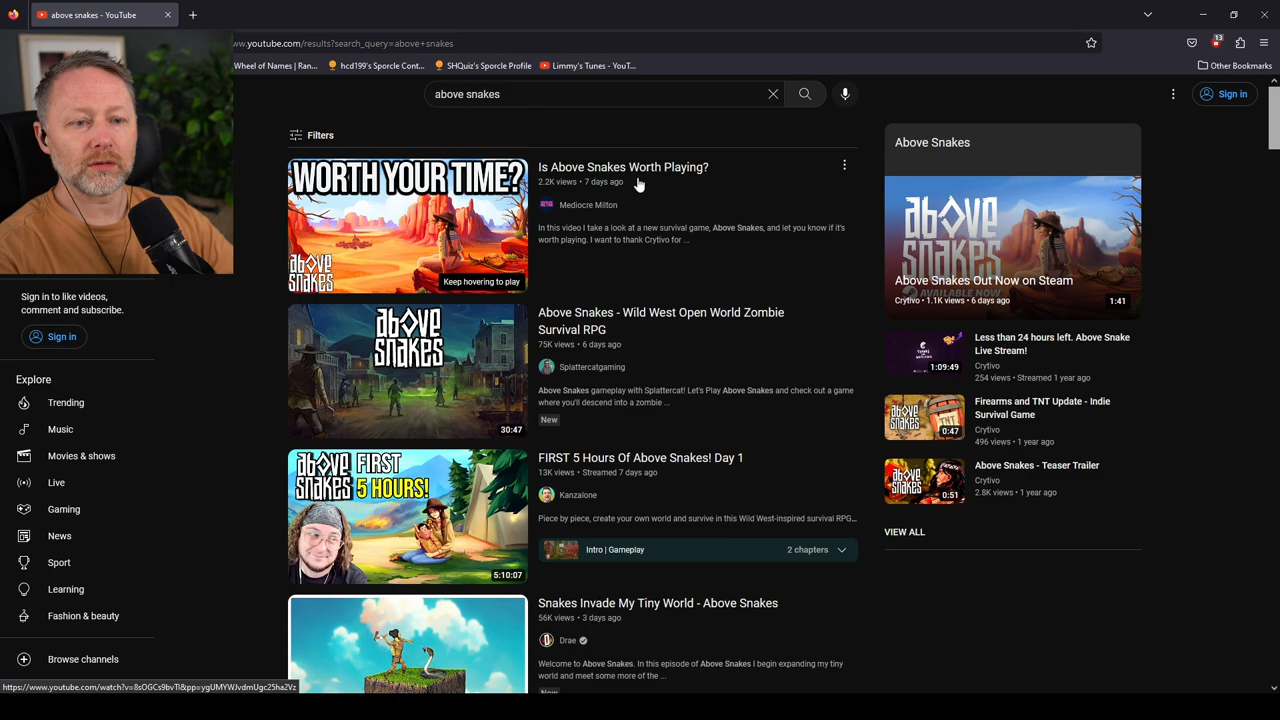 above snakes - YouTube
w.youtube.com/results?search_query=above+snakes
Wheel of Names | Ran...
hcd199's Sporcle Cont...
SHQuiz's Sporcle Profile
Limmy's Tunes - YouT...
Other Bookmarks
13
above snakes
Sign in
Filters
WORTH YOUR TIME?
ABOVE SNAKES
Keep hovering to play
Is Above Snakes Worth Playing?
2.2K views • 7 days ago
Mediocre Milton
In this video I take a look at a new survival game, Above Snakes, and let you know if it's
worth playing. I want to thank Crytivo for ...
ABOVE SNAKES
30:47
Above Snakes - Wild West Open World Zombie
Survival RPG
75K views • 6 days ago
Splattercatgaming
Above Snakes gameplay with Splattercat! Let's Play Above Snakes and check out a game
where you'll descend into a zombie ...
New
ABOVE SNAKES
FIRST
5 HOURS!
5:10:07
FIRST 5 Hours Of Above Snakes! Day 1
13K views • Streamed 7 days ago
Kanzalone
Piece by piece, create your own world and survive in this Wild West-inspired survival RPG...
Intro | Gameplay
2 chapters
Snakes Invade My Tiny World - Above Snakes
56K views • 3 days ago
Drae
Welcome to Above Snakes. In this episode of Above Snakes I begin expanding my tiny
world and meet some more of the ...
New
Above Snakes
ABOVE SNAKES
AVAILABLE NOW
Above Snakes Out Now on Steam
Crytivo • 1.1K views • 6 days ago
1:41
1:09:49
Less than 24 hours left. Above Snake
Live Stream!
Crytivo
254 views • Streamed 1 year ago
ABOVE SNAKES
0:47
Firearms and TNT Update - Indie
Survival Game
Crytivo
496 views • 1 year ago
ABOVE SNAKES
0:51
Above Snakes - Teaser Trailer
Crytivo
2.8K views • 1 year ago
VIEW ALL
Sign in to like videos,
comment and subscribe.
Sign in
Explore
Trending
Music
Movies & shows
Live
Gaming
News
Sport
Learning
Fashion & beauty
Browse channels